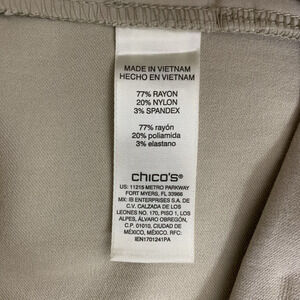 MADE IN VIETNAM
HECHO EN VIETNAM
77% RAYON
20% NYLON
3% SPANDEX
77% rayón
20% poliamida
3% elastano
chico's®
US: 11215 METRO PARKWAY
FORT MYERS, FL 33966
MX: IB ENTERPRISES S.A. DE
C.V. CALZADA DE LOS
LEONES NO. 170, PISO 1, LOS
ALPES, ÁLVARO OBREGÓN,
C.P. 01010, CIUDAD DE
MÉXICO, MÉXICO. RFC:
IEN1701241PA